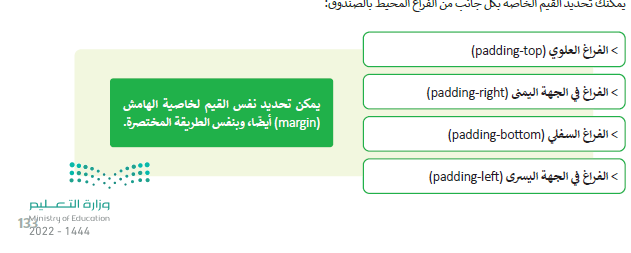 يمكنك تحديد القيم الخاصة بكل جانب من الفراغ المحيط بالصندوق:
> الفراغ العلوي (padding-top)
> الفراغ في الجهة اليمنى (padding-right)
> الفراغ السفلي (padding-bottom)
> الفراغ في الجهة اليسرى (padding-left)
يمكن تحديد نفس القيم لخاصية الهامش
(margin) أيضًا، وبنفس الطريقة المختصرة.
وزارة التعليم
Ministry of Education
133
2022 - 1444